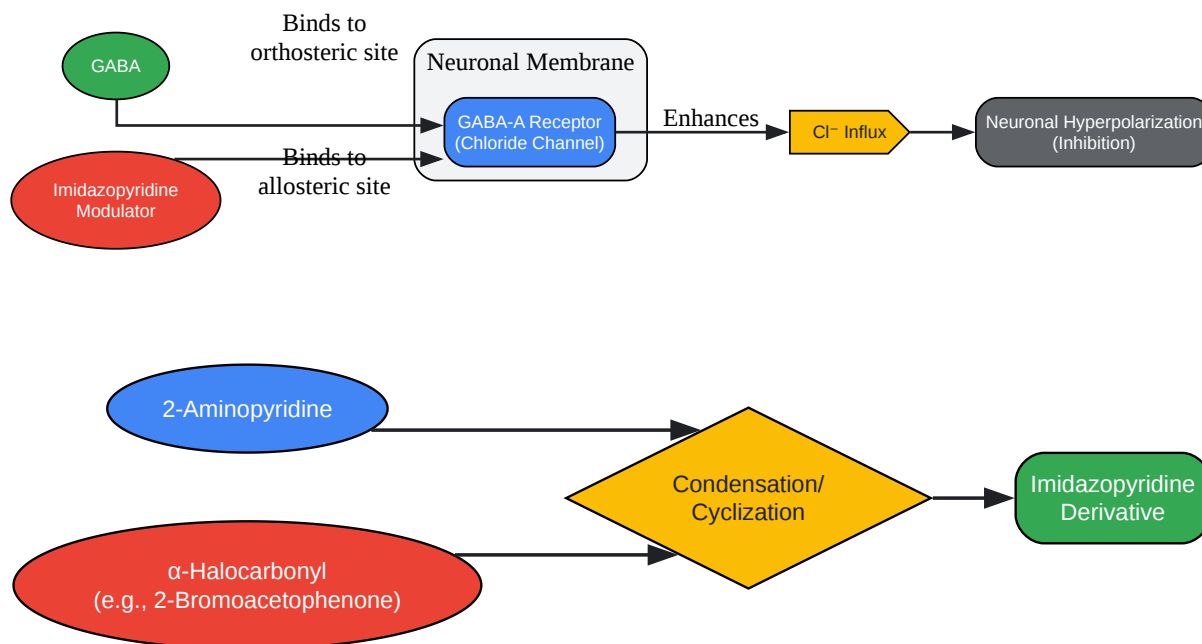 Binds to
orthosteric site
GABA
Neuronal Membrane
GABA-A Receptor
(Chloride Channel)
Enhances
Cl⁻ Influx
Neuronal Hyperpolarization
(Inhibition)
Binds to
allosteric site
Imidazopyridine
Modulator
2-Aminopyridine
Condensation/
Cyclization
Imidazopyridine
Derivative
α-Halocarbonyl
(e.g., 2-Bromoacetophenone)